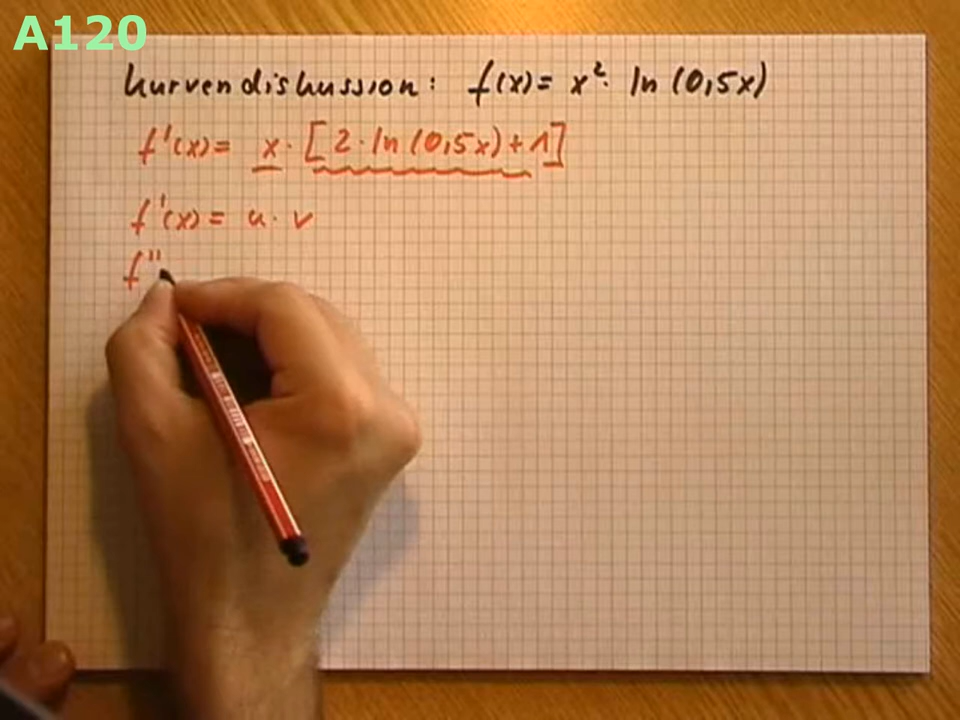 A120
Kurvendiskussion: f(x) = x²· ln (0,5x)
f'(x) = x · [2 · ln (0,5x) + 1]
f'(x) = u · v
f''